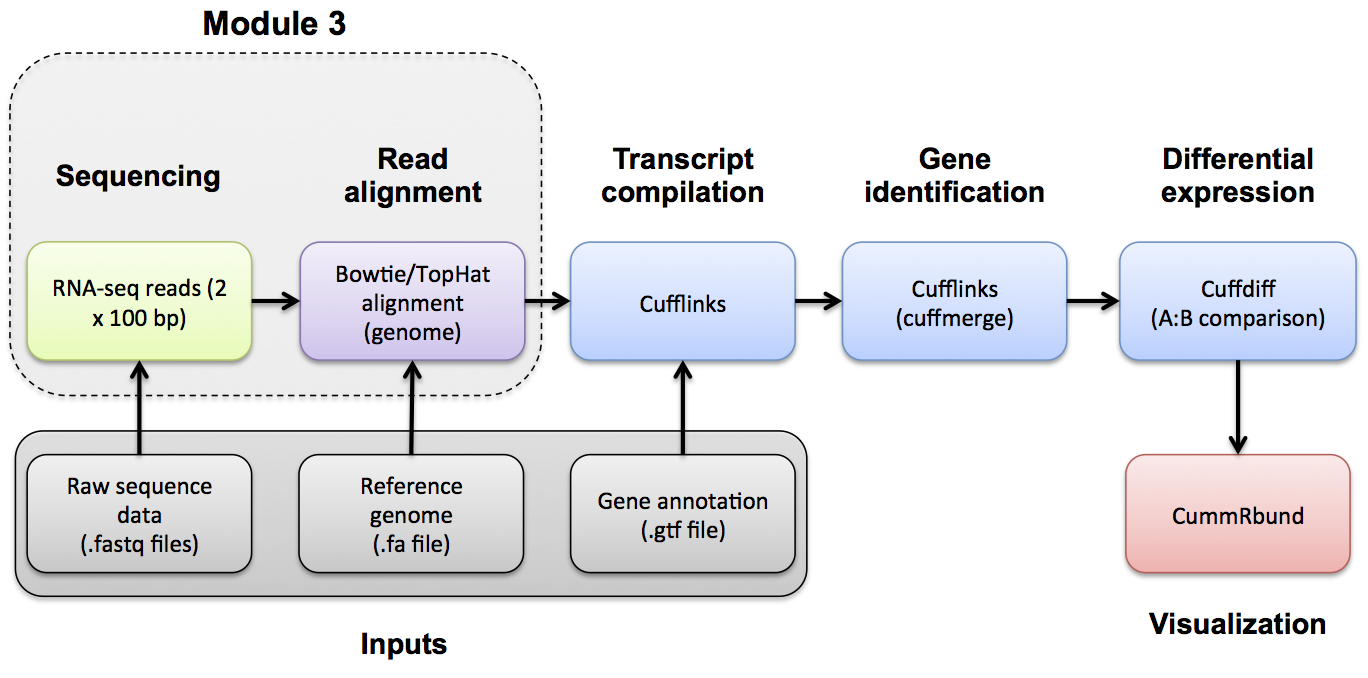 Module 3
Sequencing
Read
alignment
Transcript
compilation
Gene
identification
Differential
expression
RNA-seq reads (2
x 100 bp)
Bowtie/TopHat
alignment
(genome)
Cufflinks
Cufflinks
(cuffmerge)
Cuffdiff
(A:B comparison)
Raw sequence
data
(.fastq files)
Reference
genome
(.fa file)
Gene annotation
(.gtf file)
CummRbund
Inputs
Visualization